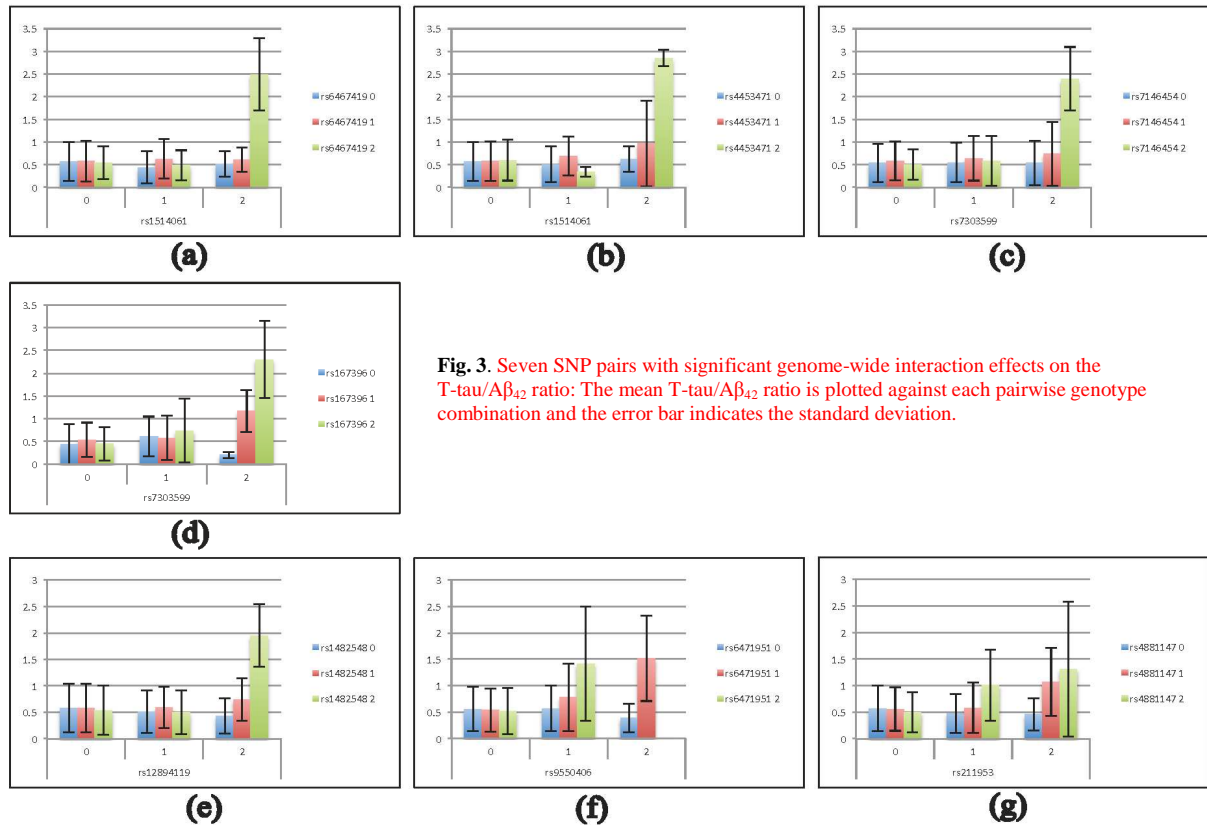 3.5
3
2.5
2
1.5
1
0.5
0
0 1 2
rs1514061
rs6467419 0
rs6467419 1
rs6467419 2
(a)
3.5
3
2.5
2
1.5
1
0.5
0
0 1 2
rs1514061
rs4453471 0
rs4453471 1
rs4453471 2
(b)
3.5
3
2.5
2
1.5
1
0.5
0
0 1 2
rs7303599
rs7146454 0
rs7146454 1
rs7146454 2
(c)
3.5
3
2.5
2
1.5
1
0.5
0
0 1 2
rs7303599
rs167396 0
rs167396 1
rs167396 2
(d)
Fig. 3. Seven SNP pairs with significant genome-wide interaction effects on the
T-tau/Aβ42 ratio: The mean T-tau/Aβ42 ratio is plotted against each pairwise genotype
combination and the error bar indicates the standard deviation.
3
2.5
2
1.5
1
0.5
0
0 1 2
rs12894119
rs1482548 0
rs1482548 1
rs1482548 2
(e)
3
2.5
2
1.5
1
0.5
0
0 1 2
rs9550406
rs6471951 0
rs6471951 1
rs6471951 2
(f)
3
2.5
2
1.5
1
0.5
0
0 1 2
rs211953
rs4881147 0
rs4881147 1
rs4881147 2
(g)